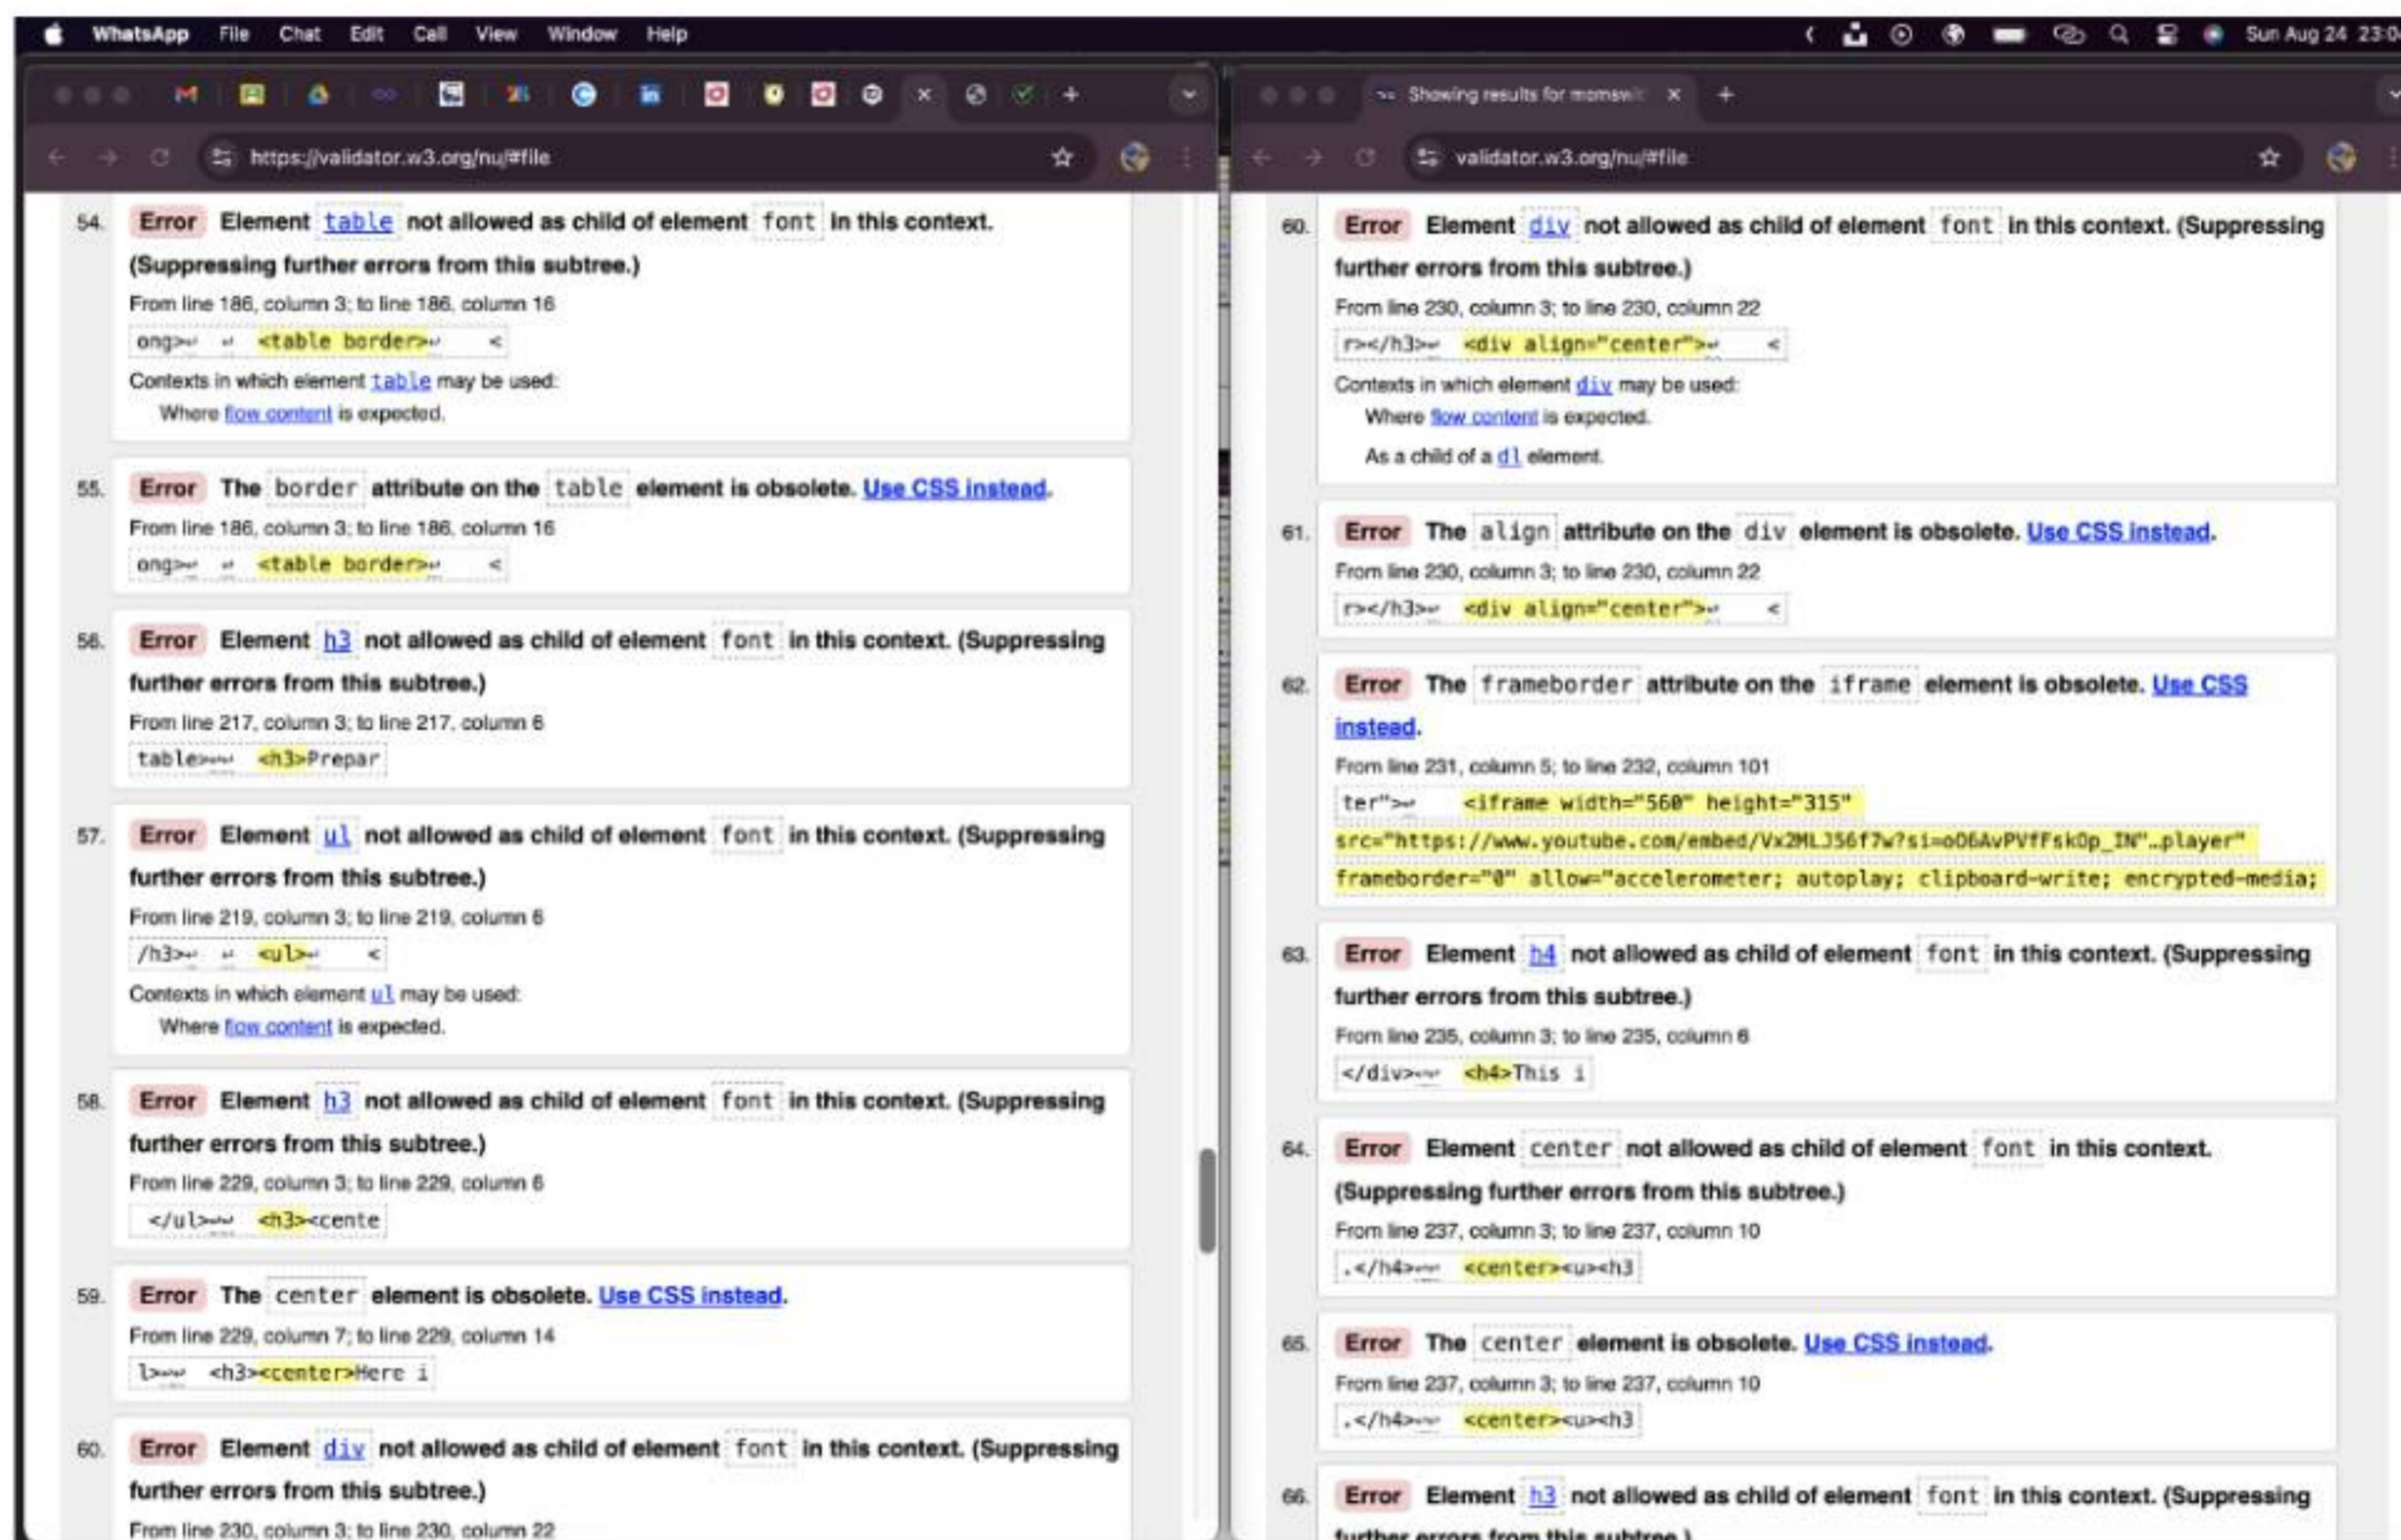 WhatsApp File Chat Edit Call View Window Help
Sun Aug 24 23:0
https://validator.w3.org/nu/#file
54. Error Element table not allowed as child of element font in this context.
(Suppressing further errors from this subtree.)
From line 186, column 3; to line 186, column 16
ong>↩ ↩ <table border>↩ <
Contexts in which element table may be used:
Where flow content is expected.
55. Error The border attribute on the table element is obsolete. Use CSS instead.
From line 186, column 3; to line 186, column 16
ong>↩ ↩ <table border>↩ <
56. Error Element h3 not allowed as child of element font in this context. (Suppressing
further errors from this subtree.)
From line 217, column 3; to line 217, column 6
table>↩↩ <h3>Prepar
57. Error Element ul not allowed as child of element font in this context. (Suppressing
further errors from this subtree.)
From line 219, column 3; to line 219, column 6
/h3>↩ ↩ <ul>↩ <
Contexts in which element ul may be used:
Where flow content is expected.
58. Error Element h3 not allowed as child of element font in this context. (Suppressing
further errors from this subtree.)
From line 229, column 3; to line 229, column 6
</ul>↩↩ <h3><cente
59. Error The center element is obsolete. Use CSS instead.
From line 229, column 7; to line 229, column 14
l>↩↩ <h3><center>Here i
60. Error Element div not allowed as child of element font in this context. (Suppressing
further errors from this subtree.)
From line 230, column 3; to line 230, column 22
Showing results for momswi
validator.w3.org/nu/#file
60. Error Element div not allowed as child of element font in this context. (Suppressing
further errors from this subtree.)
From line 230, column 3; to line 230, column 22
r></h3>↩ <div align="center">↩ <
Contexts in which element div may be used:
Where flow content is expected.
As a child of a dl element.
61. Error The align attribute on the div element is obsolete. Use CSS instead.
From line 230, column 3; to line 230, column 22
r></h3>↩ <div align="center">↩ <
62. Error The frameborder attribute on the iframe element is obsolete. Use CSS
instead.
From line 231, column 5; to line 232, column 101
ter">↩ <iframe width="560" height="315"
src="https://www.youtube.com/embed/Vx2MLJ56f7w?si=oO6AvPVfFskOp_IN"…player"
frameborder="0" allow="accelerometer; autoplay; clipboard-write; encrypted-media;
63. Error Element h4 not allowed as child of element font in this context. (Suppressing
further errors from this subtree.)
From line 235, column 3; to line 235, column 6
</div>↩↩ <h4>This i
64. Error Element center not allowed as child of element font in this context.
(Suppressing further errors from this subtree.)
From line 237, column 3; to line 237, column 10
.</h4>↩↩ <center><u><h3
65. Error The center element is obsolete. Use CSS instead.
From line 237, column 3; to line 237, column 10
.</h4>↩↩ <center><u><h3
66. Error Element h3 not allowed as child of element font in this context. (Suppressing
further errors from this subtree.)